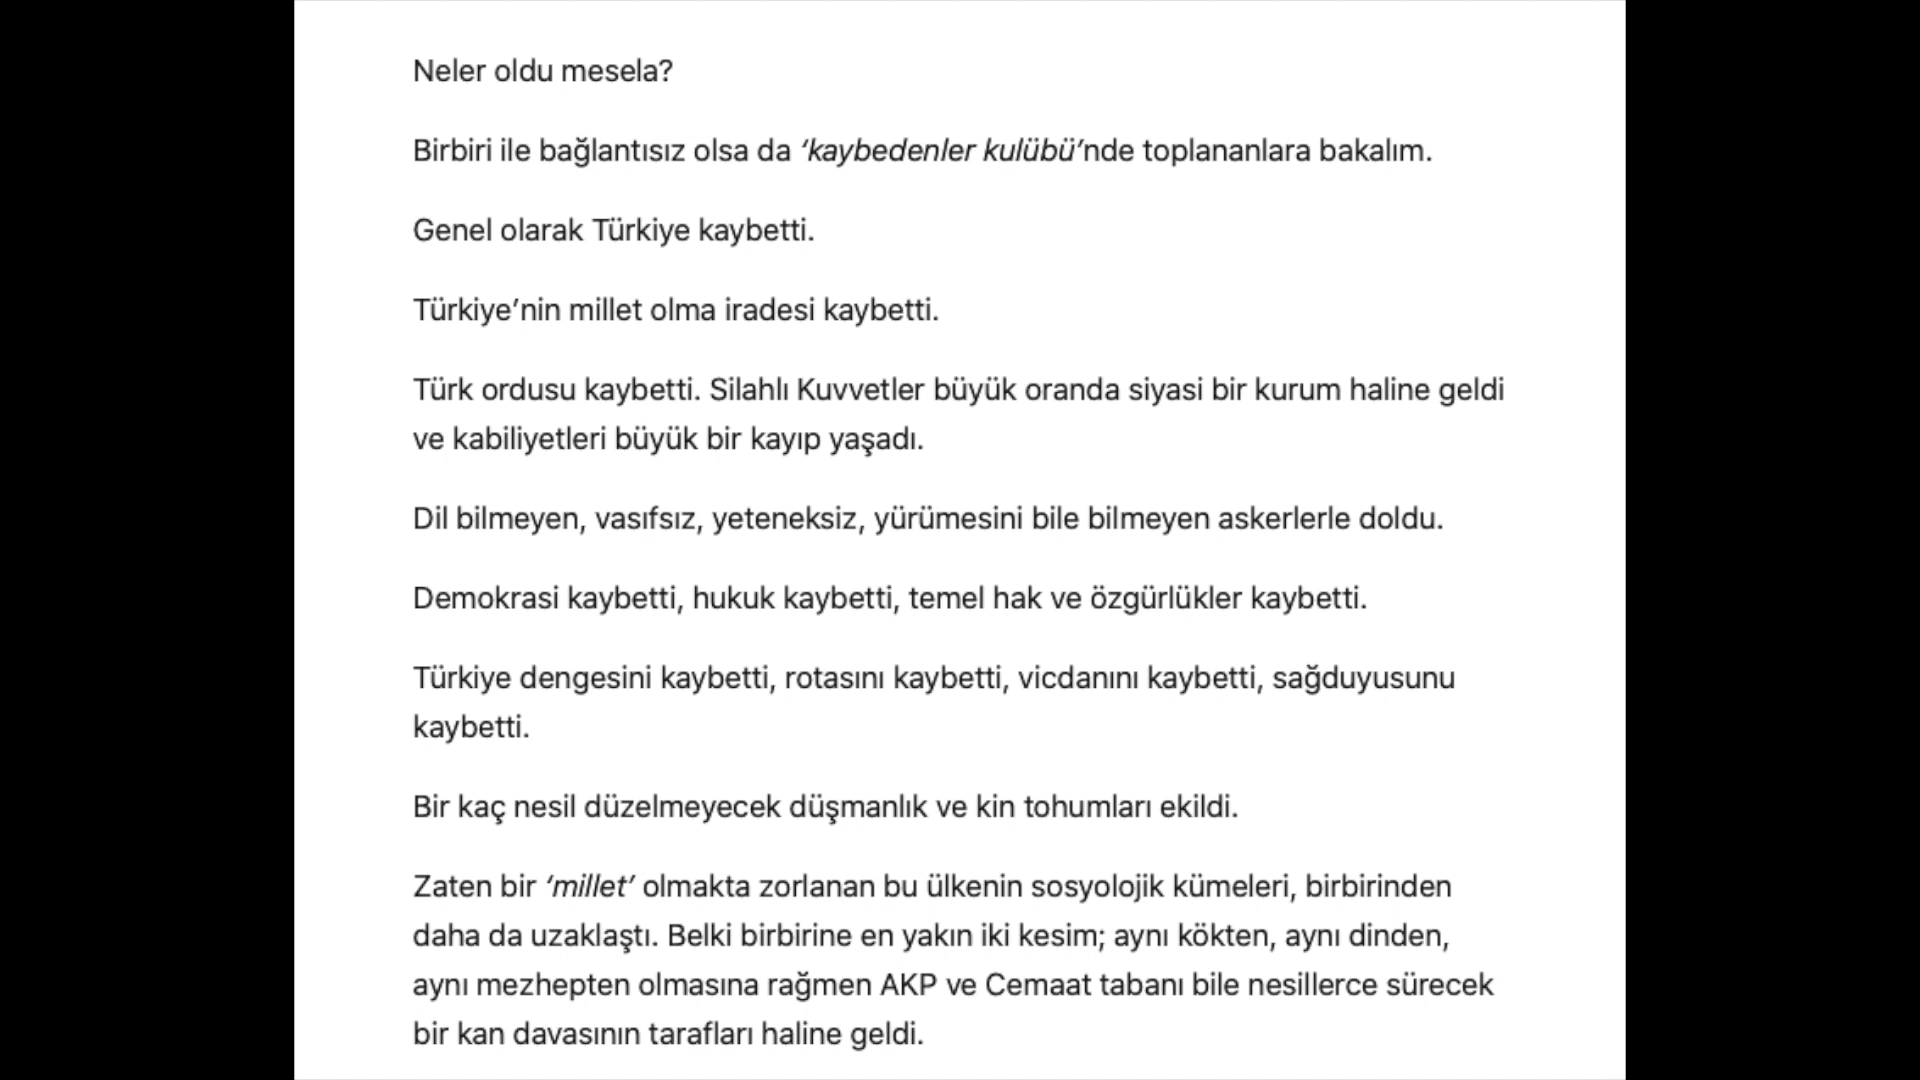 Neler oldu mesela?
Birbiri ile bağlantısız olsa da ‘kaybedenler kulübü’nde toplananlara bakalım.
Genel olarak Türkiye kaybetti.
Türkiye’nin millet olma iradesi kaybetti.
Türk ordusu kaybetti. Silahlı Kuvvetler büyük oranda siyasi bir kurum haline geldi
ve kabiliyetleri büyük bir kayıp yaşadı.
Dil bilmeyen, vasıfsız, yeteneksiz, yürümesini bile bilmeyen askerlerle doldu.
Demokrasi kaybetti, hukuk kaybetti, temel hak ve özgürlükler kaybetti.
Türkiye dengesini kaybetti, rotasını kaybetti, vicdanını kaybetti, sağduyusunu
kaybetti.
Bir kaç nesil düzelmeyecek düşmanlık ve kin tohumları ekildi.
Zaten bir ‘millet’ olmakta zorlanan bu ülkenin sosyolojik kümeleri, birbirinden
daha da uzaklaştı. Belki birbirine en yakın iki kesim; aynı kökten, aynı dinden,
aynı mezhepten olmasına rağmen AKP ve Cemaat tabanı bile nesillerce sürecek
bir kan davasının tarafları haline geldi.